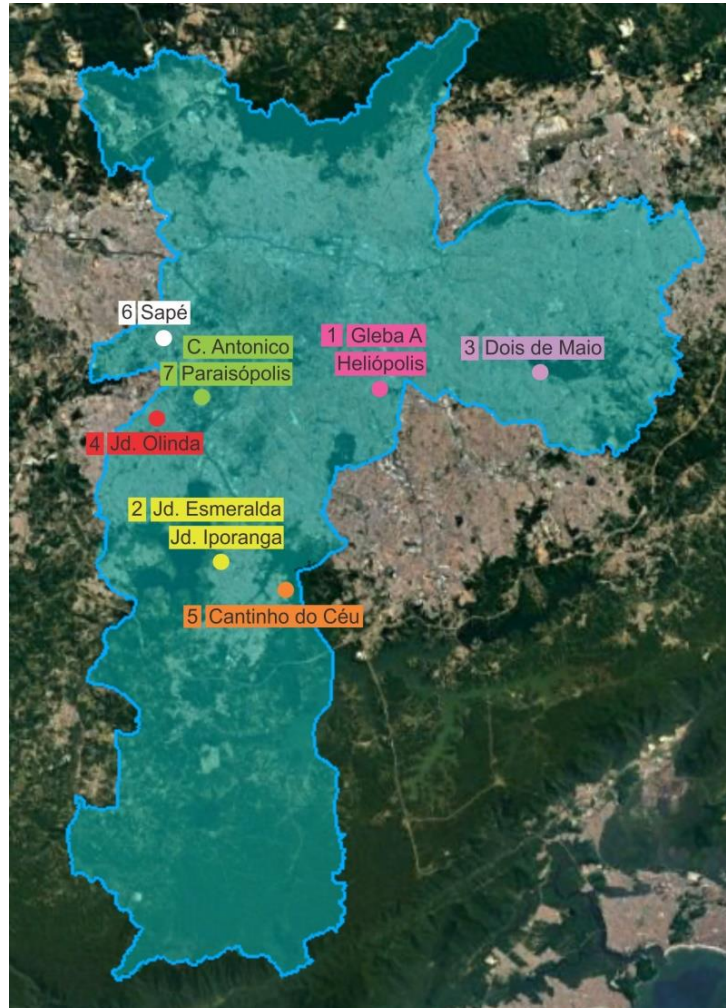 6 Sapé
C. Antonico
7 Paraisópolis
1 Gleba A
Heliópolis
3 Dois de Maio
4 Jd. Olinda
2 Jd. Esmeralda
Jd. Iporanga
5 Cantinho do Céu